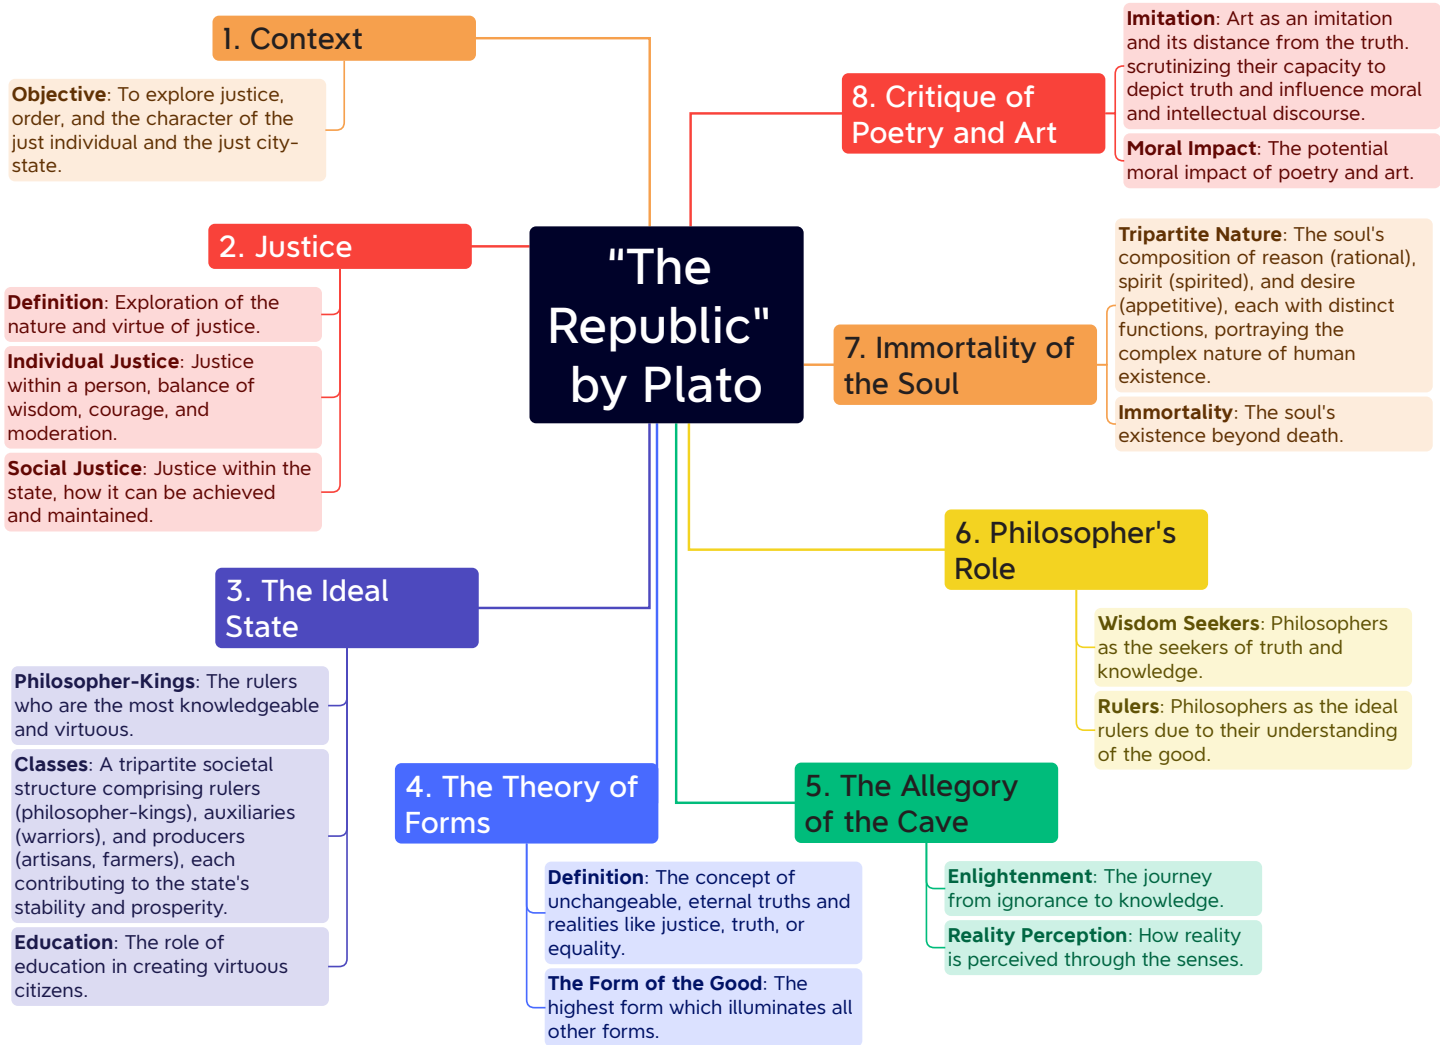 "The
Republic"
by Plato
1. Context
Objective: To explore justice,
order, and the character of the
just individual and the just city-
state.
2. Justice
Definition: Exploration of the
nature and virtue of justice.
Individual Justice: Justice
within a person, balance of
wisdom, courage, and
moderation.
Social Justice: Justice within the
state, how it can be achieved
and maintained.
3. The Ideal
State
Philosopher-Kings: The rulers
who are the most knowledgeable
and virtuous.
Classes: A tripartite societal
structure comprising rulers
(philosopher-kings), auxiliaries
(warriors), and producers
(artisans, farmers), each
contributing to the state's
stability and prosperity.
Education: The role of
education in creating virtuous
citizens.
4. The Theory of
Forms
Definition: The concept of
unchangeable, eternal truths and
realities like justice, truth, or
equality.
The Form of the Good: The
highest form which illuminates all
other forms.
5. The Allegory
of the Cave
Enlightenment: The journey
from ignorance to knowledge.
Reality Perception: How reality
is perceived through the senses.
6. Philosopher's
Role
Wisdom Seekers: Philosophers
as the seekers of truth and
knowledge.
Rulers: Philosophers as the ideal
rulers due to their understanding
of the good.
7. Immortality of
the Soul
Tripartite Nature: The soul's
composition of reason (rational),
spirit (spirited), and desire
(appetitive), each with distinct
functions, portraying the
complex nature of human
existence.
Immortality: The soul's
existence beyond death.
8. Critique of
Poetry and Art
Imitation: Art as an imitation
and its distance from the truth.
scrutinizing their capacity to
depict truth and influence moral
and intellectual discourse.
Moral Impact: The potential
moral impact of poetry and art.